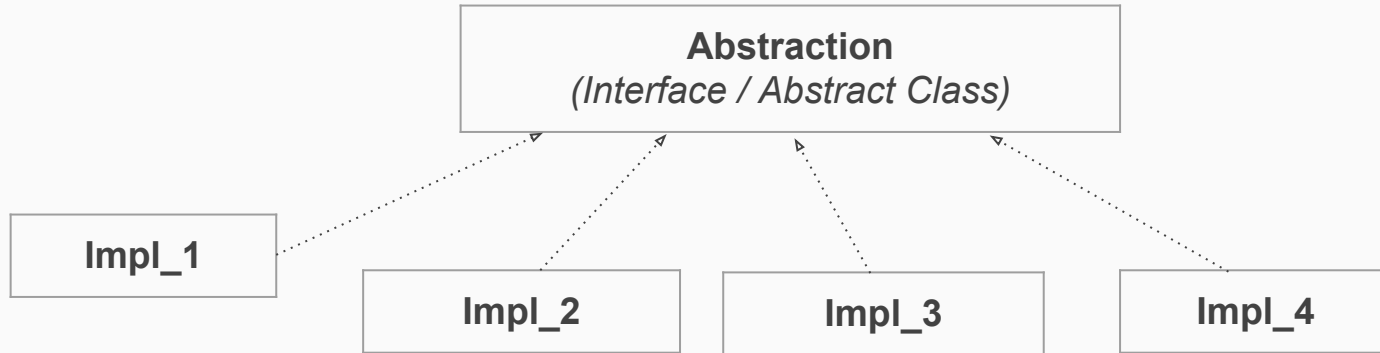 Abstraction
(Interface / Abstract Class)
Impl_1
Impl_2
Impl_3
Impl_4